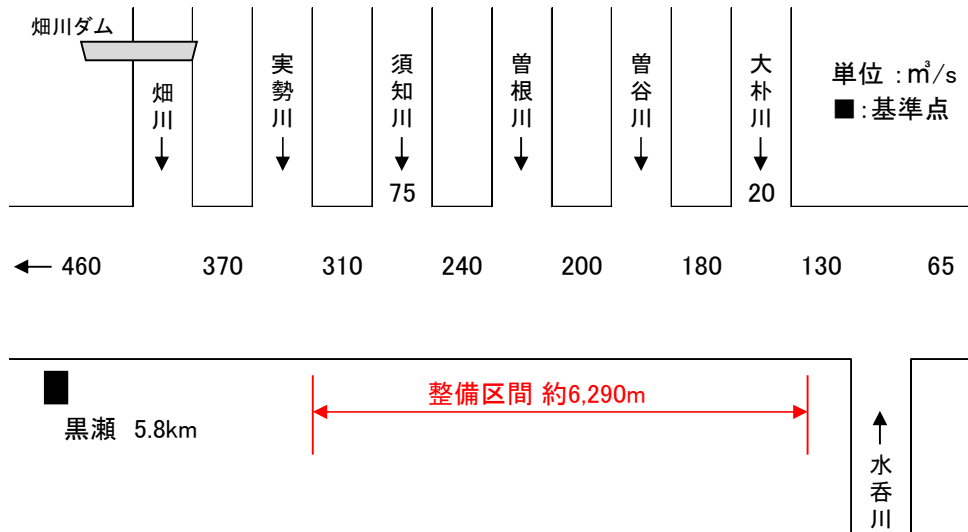 畑川ダム
畑川
実勢川
須知川
曽根川
曽谷川
大朴川
単位：㎥/s
■：基準点
75
20
← 460 370 310 240 200 180 130 65
整備区間 約6,290m
黒瀬 5.8km
水呑川